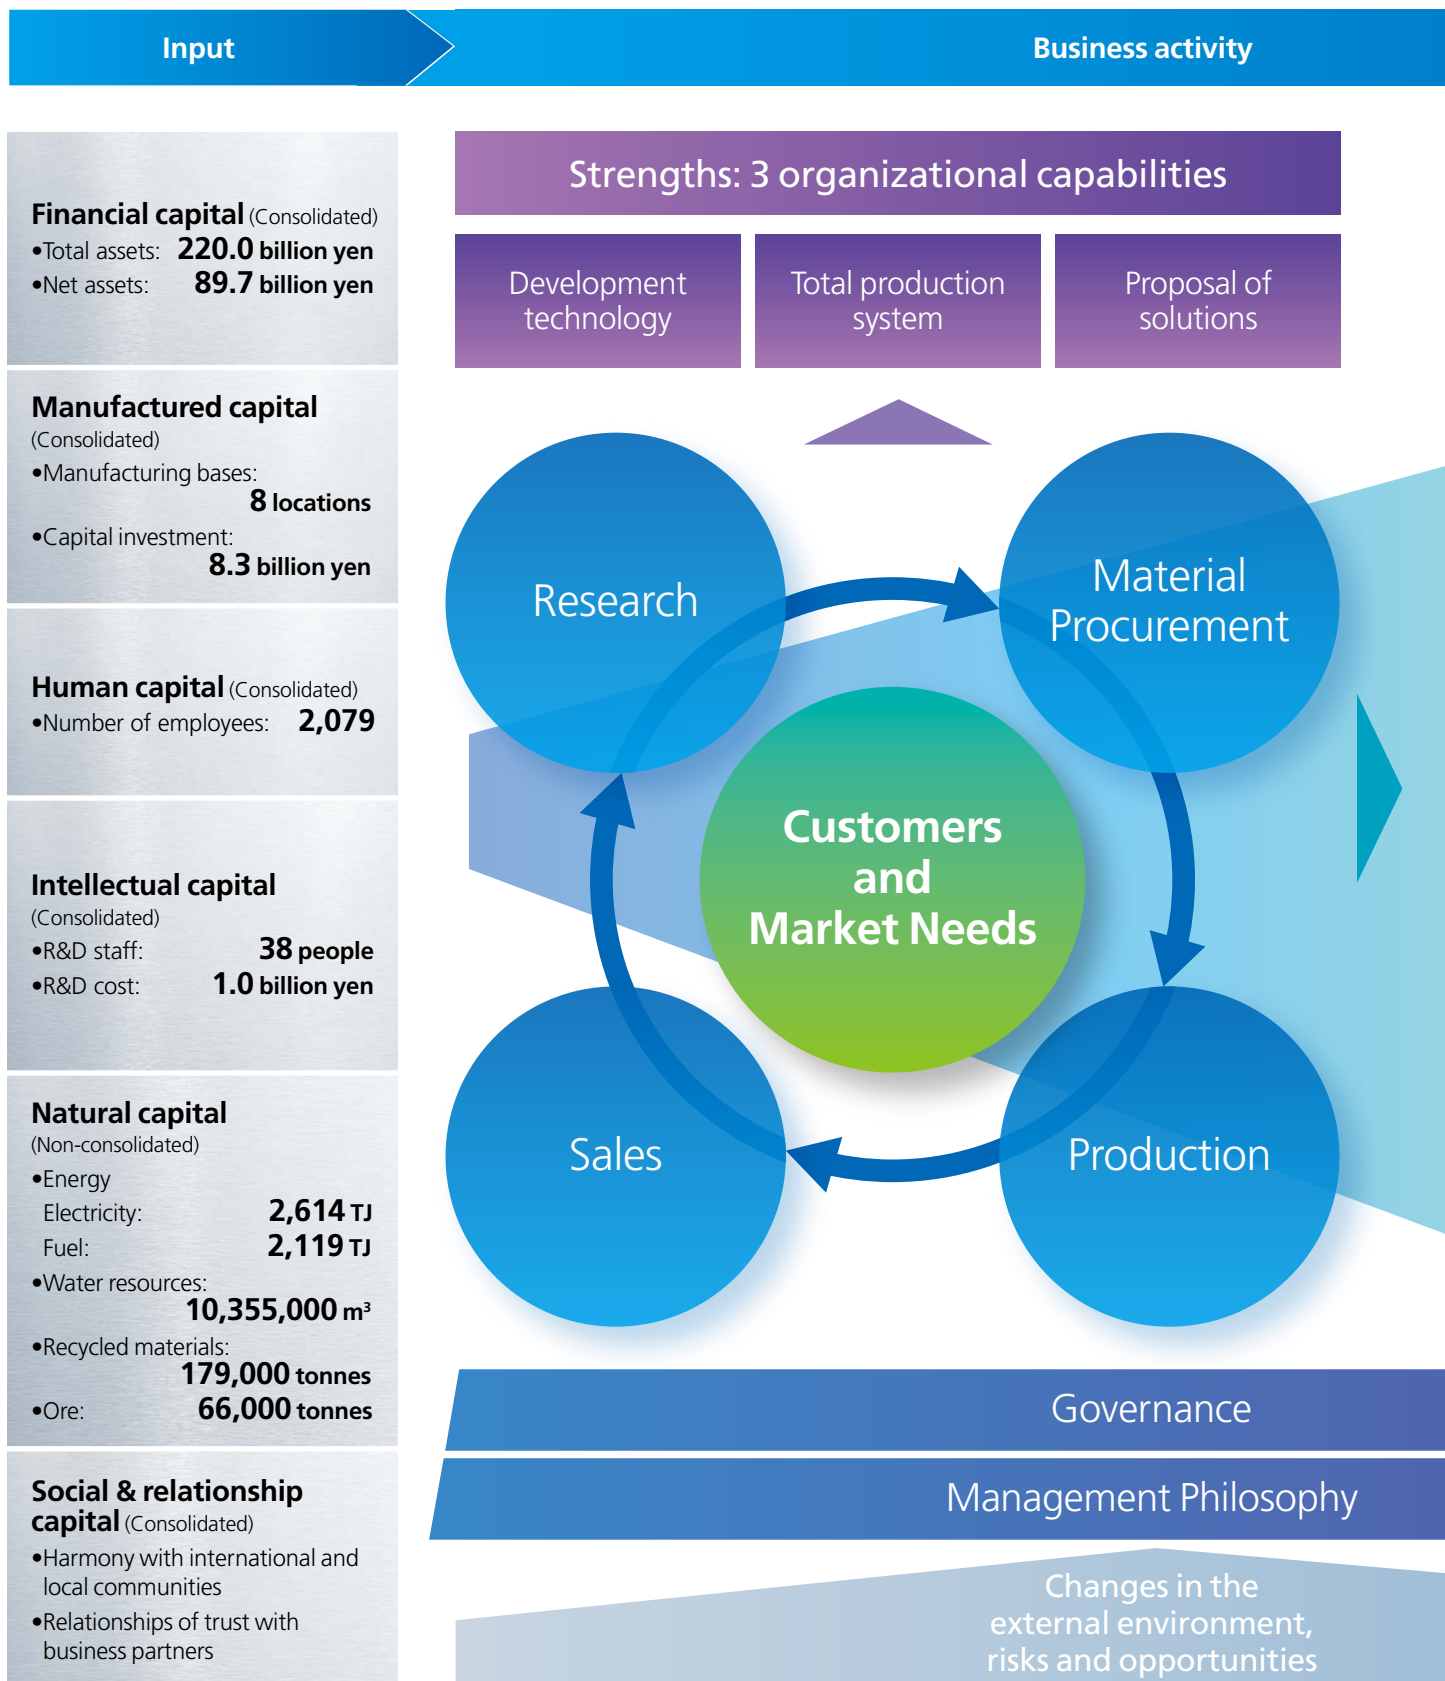 Input
Business activity
Financial capital (Consolidated)
•Total assets: 220.0 billion yen
•Net assets: 89.7 billion yen
Manufactured capital
(Consolidated)
•Manufacturing bases:
8 locations
•Capital investment:
8.3 billion yen
Human capital (Consolidated)
•Number of employees: 2,079
Intellectual capital
(Consolidated)
•R&D staff: 38 people
•R&D cost: 1.0 billion yen
Natural capital
(Non-consolidated)
•Energy
Electricity: 2,614 TJ
Fuel: 2,119 TJ
•Water resources:
10,355,000 m³
•Recycled materials:
179,000 tonnes
•Ore: 66,000 tonnes
Social & relationship
capital (Consolidated)
•Harmony with international and
local communities
•Relationships of trust with
business partners
Strengths: 3 organizational capabilities
Development
technology
Total production
system
Proposal of
solutions
Research
Material
Procurement
Customers
and
Market Needs
Sales
Production
Governance
Management Philosophy
Changes in the
external environment,
risks and opportunities